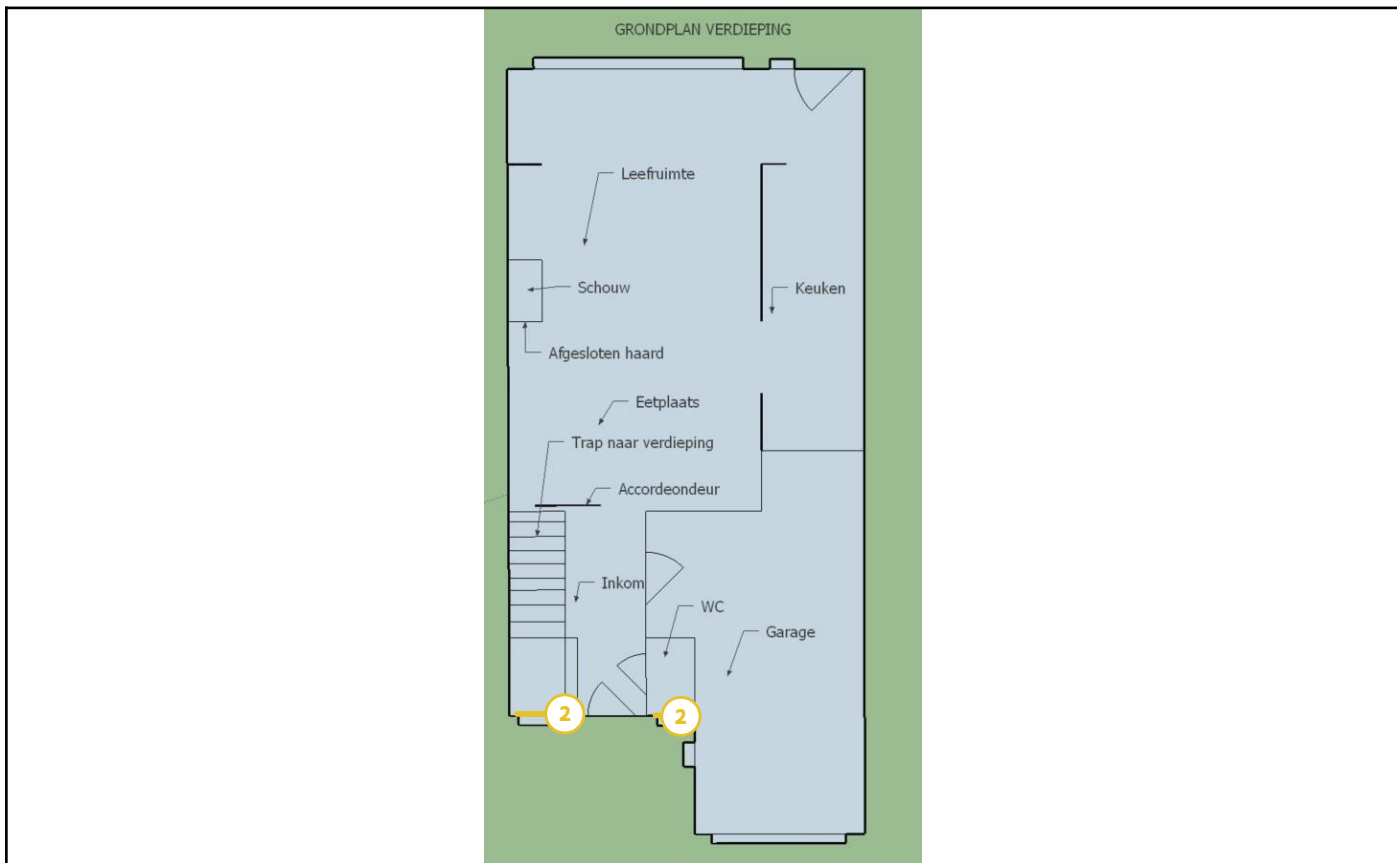 GRONDPLAN VERDIEPING
Leefruimte
Schouw
Keuken
Afgesloten haard
Eetplaats
Trap naar verdieping
Accordeondeur
Inkom
WC
Garage
2
2